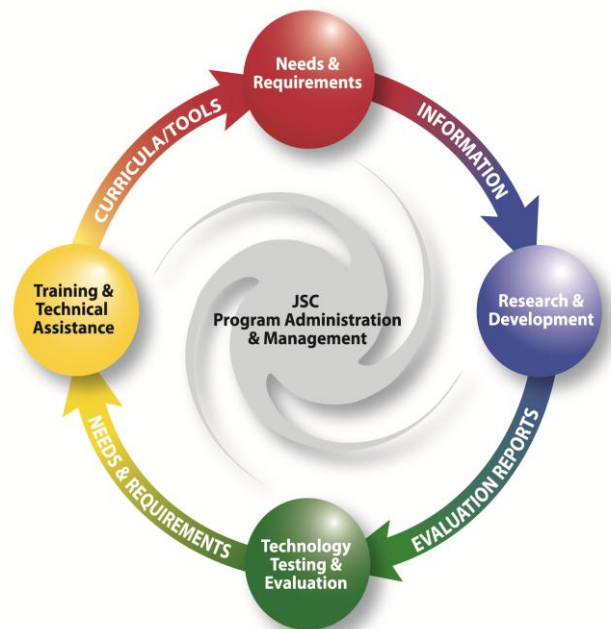 Needs &
Requirements
INFORMATION
Research &
Development
EVALUATION REPORTS
Technology
Testing &
Evaluation
NEEDS & REQUIREMENTS
Training &
Technical
Assistance
CURRICULA/TOOLS
JSC
Program Administration
& Management